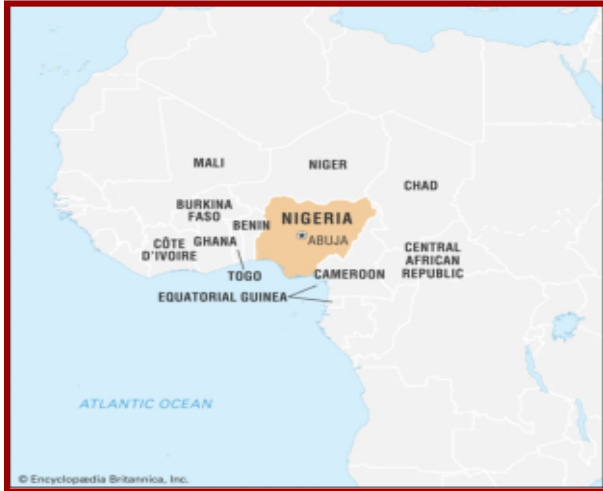 MALI
NIGER
CHAD
BURKINA
FASO
BENIN
NIGERIA
ABUJA
CÔTE
D'IVOIRE
GHANA
TOGO
CAMEROON
CENTRAL
AFRICAN
REPUBLIC
EQUATORIAL GUINEA
ATLANTIC OCEAN
© Encyclopædia Britannica, Inc.